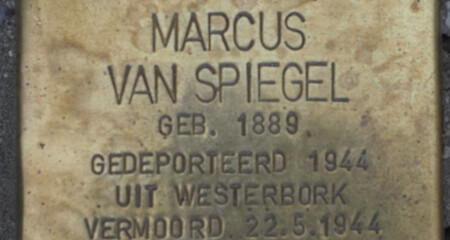 MARCUS
VAN SPIEGEL
GEB. 1889
GEDEPORTEERD 1944
UIT WESTERBORK
VERMOORD 22.5.1944